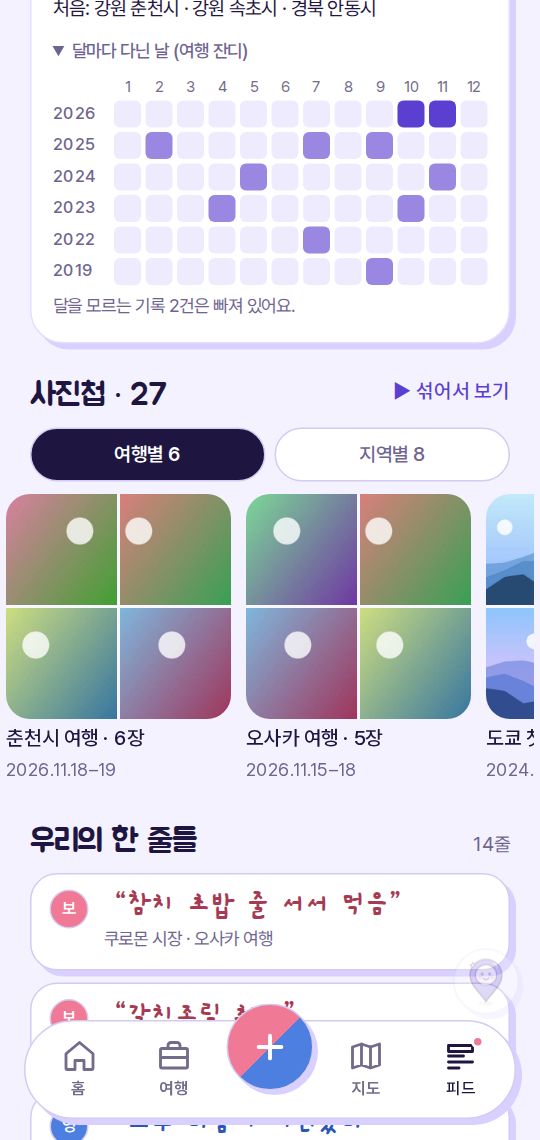 처음: 강원 춘천시 · 강원 속초시 · 경북 안동시
▼ 달마다 다닌 날 (여행 잔디)
1 2 3 4 5 6 7 8 9 10 11 12
2026
2025
2024
2023
2022
2019
달을 모르는 기록 2건은 빠져 있어요.
사진첩 · 27
▶ 섞어서 보기
여행별 6
지역별 8
춘천시 여행 · 6장
오사카 여행 · 5장
도쿄
2026.11.18–19
2026.11.15–18
2024.
우리의 한 줄들
14줄
보
“참치 초밥 줄 서서 먹음”
쿠로몬 시장 · 오사카 여행
보
“갈치조림
홈
여행
+
지도
피드